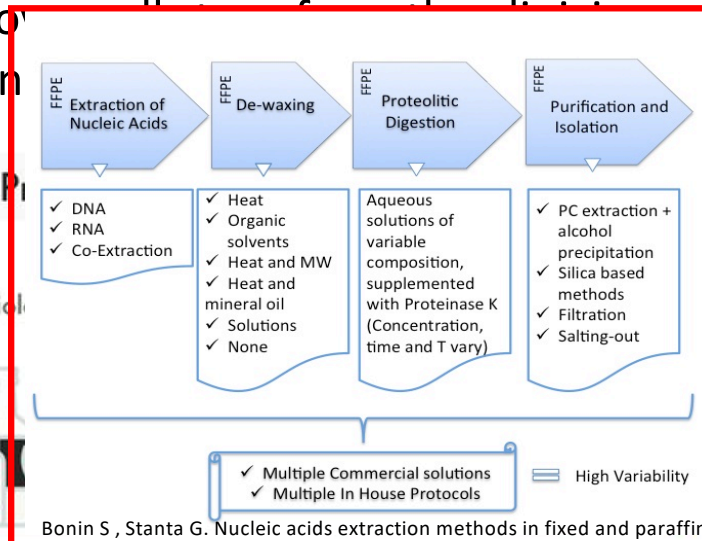 FFPE
Extraction of
Nucleic Acids
FFPE
De-waxing
FFPE
Proteolitic
Digestion
FFPE
Purification and
Isolation
✓ DNA
✓ RNA
✓ Co-Extraction
✓ Heat
✓ Organic
solvents
✓ Heat and MW
✓ Heat and
mineral oil
✓ Solutions
✓ None
Aqueous
solutions of
variable
composition,
supplemented
with Proteinase K
(Concentration,
time and T vary)
✓ PC extraction +
alcohol
precipitation
✓ Silica based
methods
✓ Filtration
✓ Salting-out
✓ Multiple Commercial solutions
✓ Multiple In House Protocols
High Variability
Bonin S , Stanta G. Nucleic acids extraction methods in fixed and paraffin